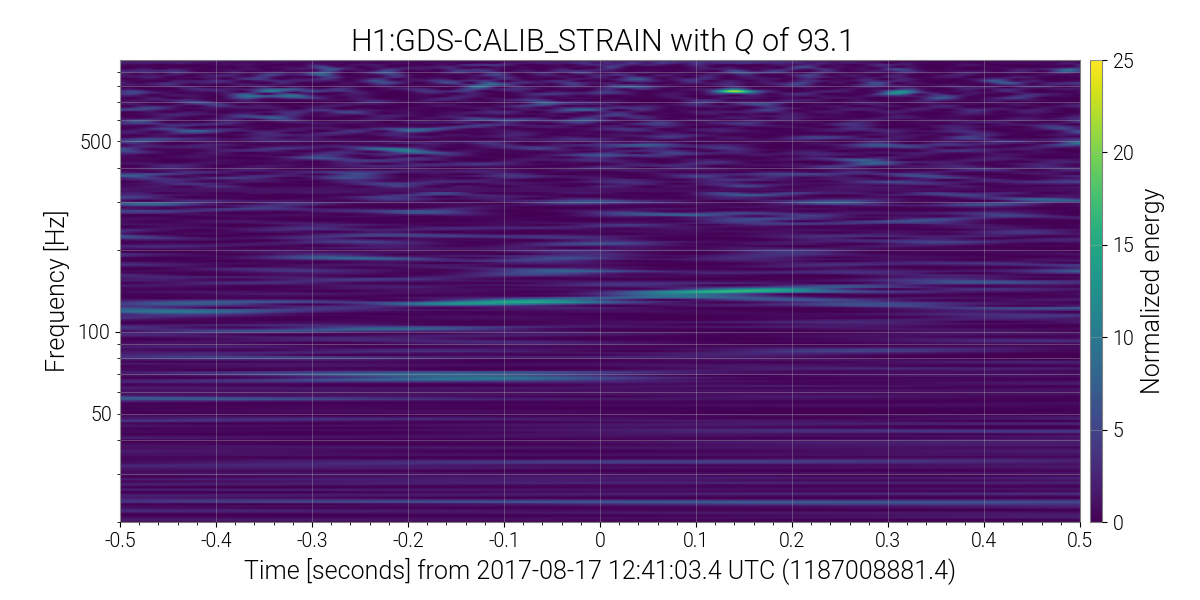 H1:GDS-CALIB_STRAIN with Q of 93.1
Frequency [Hz]
500
100
50
-0.5 -0.4 -0.3 -0.2 -0.1 0 0.1 0.2 0.3 0.4 0.5
Time [seconds] from 2017-08-17 12:41:03.4 UTC (1187008881.4)
25
20
15
10
5
0
Normalized energy